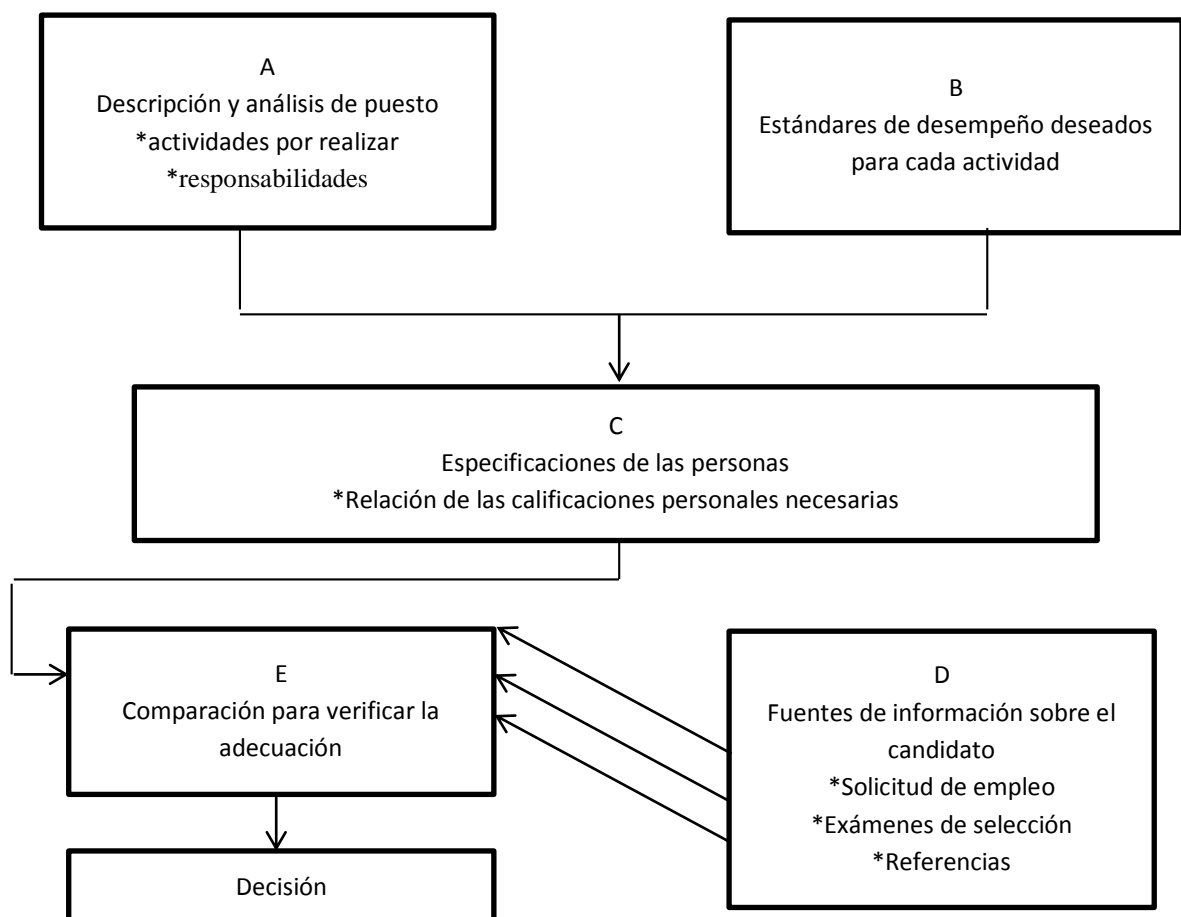 A
Descripción y análisis de puesto
*actividades por realizar
*responsabilidades
B
Estándares de desempeño deseados
para cada actividad
C
Especificaciones de las personas
*Relación de las calificaciones personales necesarias
E
Comparación para verificar la
adecuación
D
Fuentes de información sobre el
candidato
*Solicitud de empleo
*Exámenes de selección
*Referencias
Decisión